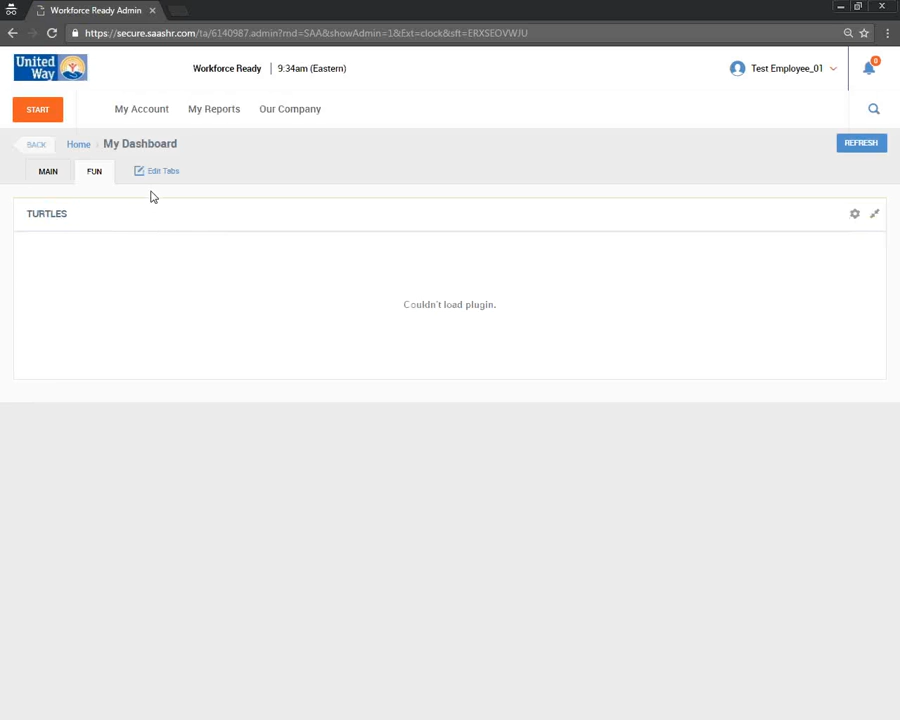 Workforce Ready Admin
https://secure.saashr.com/ta/6140987.admin?rnd=SAA&showAdmin=1&Ext=clock&sft=ERXSEOVWJU
United Way
Workforce Ready 9:34am (Eastern)
Test Employee_01
0
START
My Account
My Reports
Our Company
BACK
Home
My Dashboard
REFRESH
MAIN
FUN
Edit Tabs
TURTLES
Couldn't load plugin.